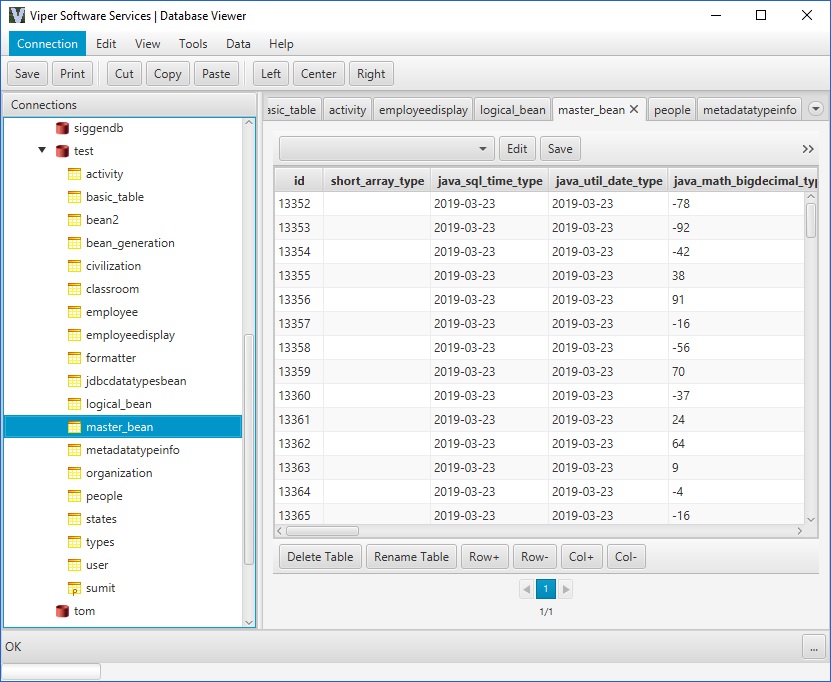 Viper Software Services | Database Viewer
Connection Edit View Tools Data Help
Save Print Cut Copy Paste Left Center Right
Connections
siggendb
test
activity
basic_table
bean2
bean_generation
civilization
classroom
employee
employeedisplay
formatter
jdbcdatatypesbean
logical_bean
master_bean
metadatatypeinfo
organization
people
states
types
user
sumit
tom
asic_table activity employeedisplay logical_bean master_bean people metadatatypeinfo
Edit Save
id short_array_type java_sql_time_type java_util_date_type java_math_bigdecimal_typ
13352 2019-03-23 2019-03-23 -78
13353 2019-03-23 2019-03-23 -92
13354 2019-03-23 2019-03-23 -42
13355 2019-03-23 2019-03-23 38
13356 2019-03-23 2019-03-23 91
13357 2019-03-23 2019-03-23 -16
13358 2019-03-23 2019-03-23 -56
13359 2019-03-23 2019-03-23 70
13360 2019-03-23 2019-03-23 -37
13361 2019-03-23 2019-03-23 24
13362 2019-03-23 2019-03-23 64
13363 2019-03-23 2019-03-23 9
13364 2019-03-23 2019-03-23 -4
13365 2019-03-23 2019-03-23 -16
Delete Table Rename Table Row+ Row- Col+ Col-
1
1/1
OK ...